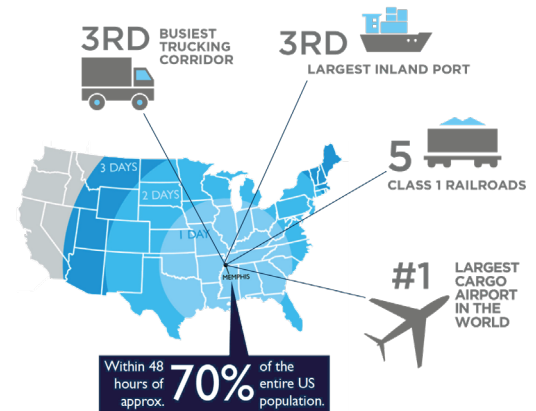 3RD
BUSIEST
TRUCKING
CORRIDOR
3RD
LARGEST INLAND PORT
5
CLASS 1 RAILROADS
#1
LARGEST
CARGO
AIRPORT
IN THE
WORLD
3 DAYS
2 DAYS
1 DAY
MEMPHIS
Within 48
hours of
approx.
70%
of the
entire US
population.